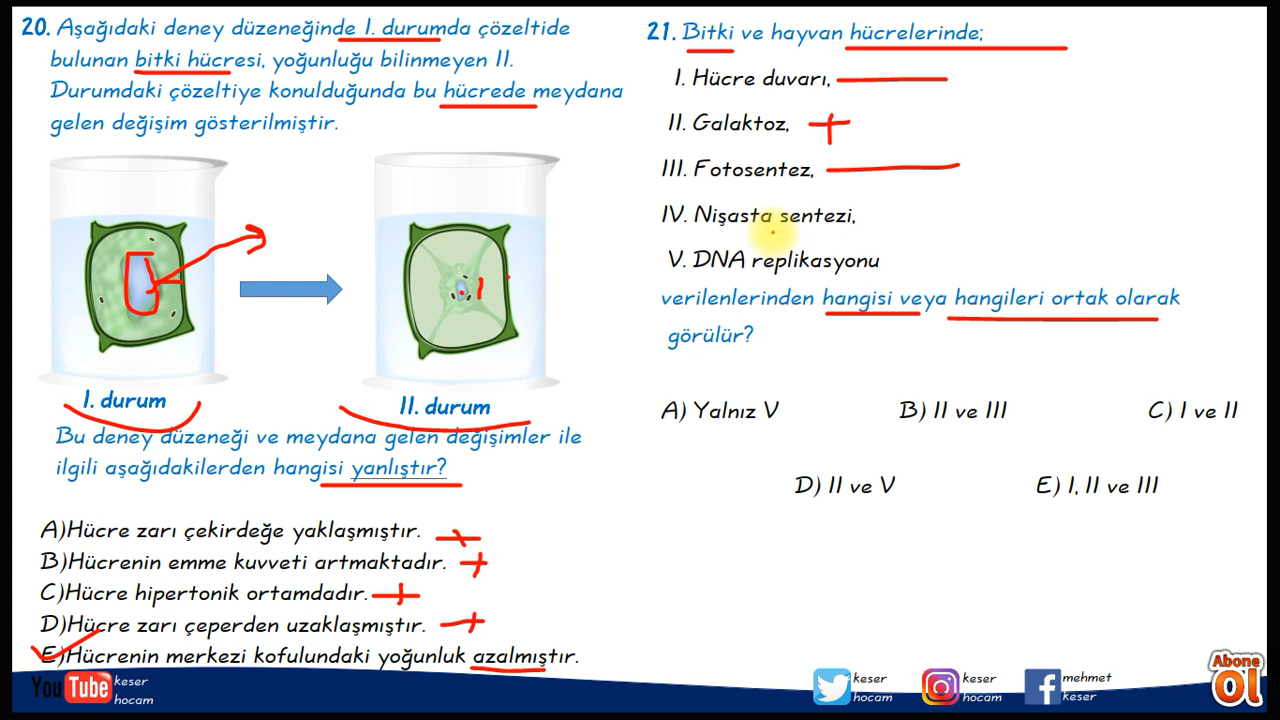 20. Aşağıdaki deney düzeneğinde I. durumda çözeltide
bulunan bitki hücresi, yoğunluğu bilinmeyen II.
Durumdaki çözeltiye konulduğunda bu hücrede meydana
gelen değişim gösterilmiştir.
I. durum
II. durum
Bu deney düzeneği ve meydana gelen değişimler ile
ilgili aşağıdakilerden hangisi yanlıştır?
A)Hücre zarı çekirdeğe yaklaşmıştır.
B)Hücrenin emme kuvveti artmaktadır.
C)Hücre hipertonik ortamdadır.
D)Hücre zarı çeperden uzaklaşmıştır.
E)Hücrenin merkezi kofulundaki yoğunluk azalmıştır.
21. Bitki ve hayvan hücrelerinde;
I. Hücre duvarı,
II. Galaktoz,
III. Fotosentez,
IV. Nişasta sentezi,
V. DNA replikasyonu
verilenlerinden hangisi veya hangileri ortak olarak
görülür?
A) Yalnız V
B) II ve III
C) I ve II
D) II ve V
E) I, II ve III
YouTube keser
hocam
keser
hocam
keser
hocam
mehmet
keser
Abone
Ol